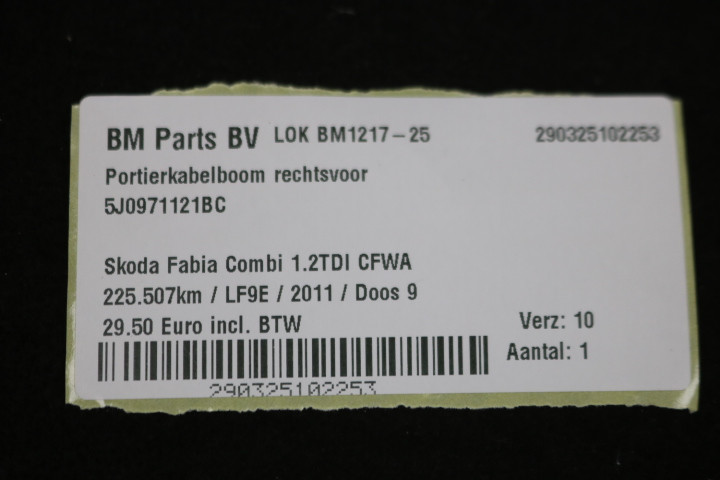 BM Parts BV LOK BM1217-25 290325102253
Portierkabelboom rechtsvoor
5J0971121BC
Skoda Fabia Combi 1.2TDI CFWA
225.507km / LF9E / 2011 / Doos 9
29.50 Euro incl. BTW Verz: 10
Aantal: 1
290325102253